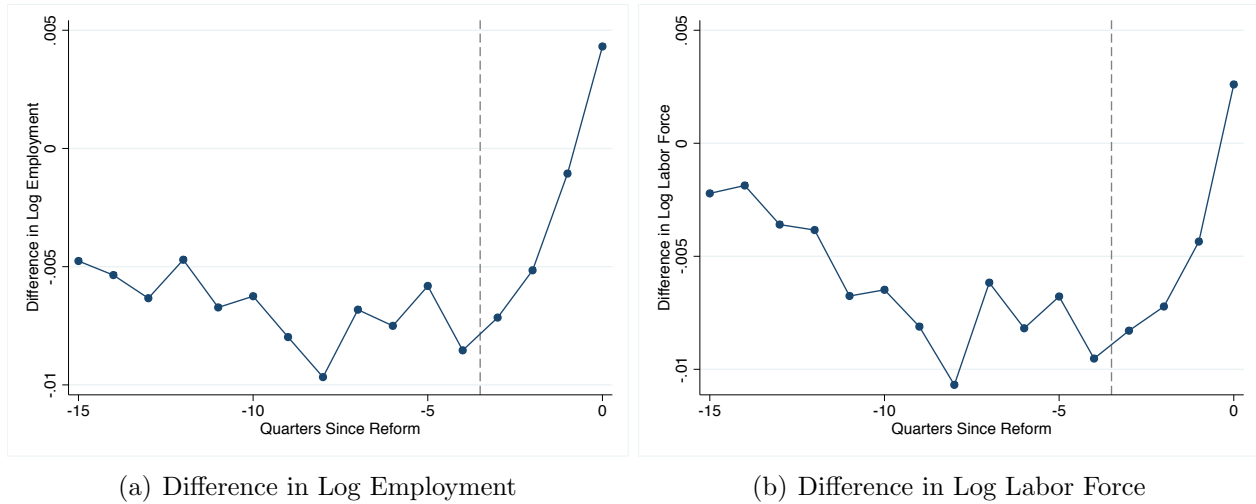 .005
0
-.005
-.01
Difference in Log Employment
-15
-10
-5
0
Quarters Since Reform
(a) Difference in Log Employment
.005
0
-.005
-.01
Difference in Log Labor Force
-15
-10
-5
0
Quarters Since Reform
(b) Difference in Log Labor Force